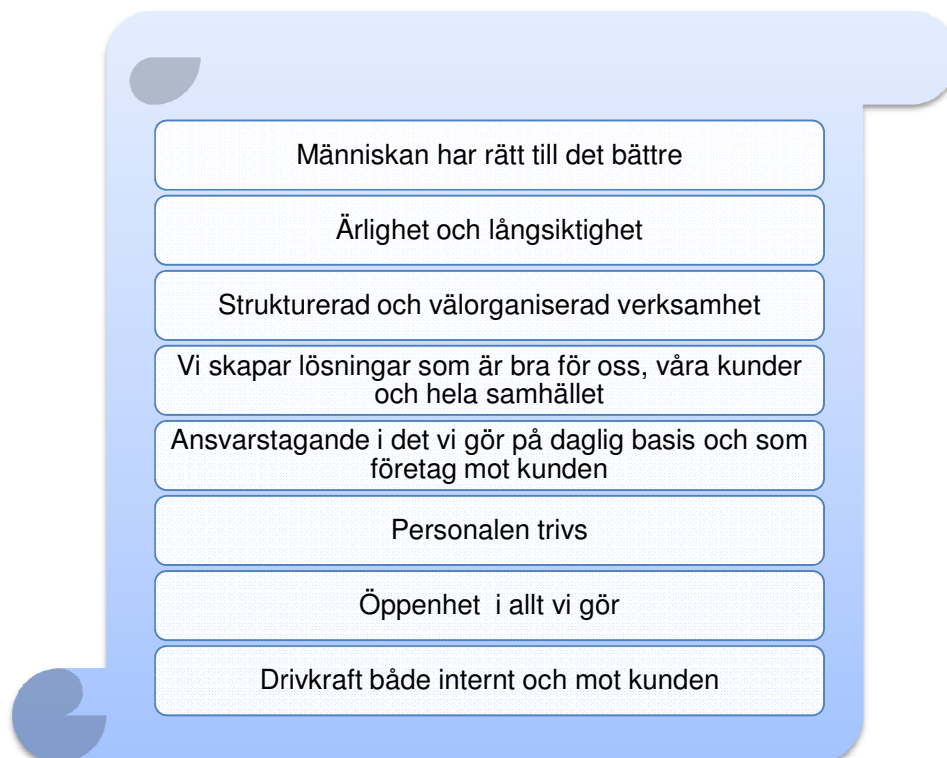 Människan har rätt till det bättre
Ärlighet och långsiktighet
Strukturerad och välorganiserad verksamhet
Vi skapar lösningar som är bra för oss, våra kunder
och hela samhället
Ansvarstagande i det vi gör på daglig basis och som
företag mot kunden
Personalen trivs
Öppenhet  i allt vi gör
Drivkraft både internt och mot kunden